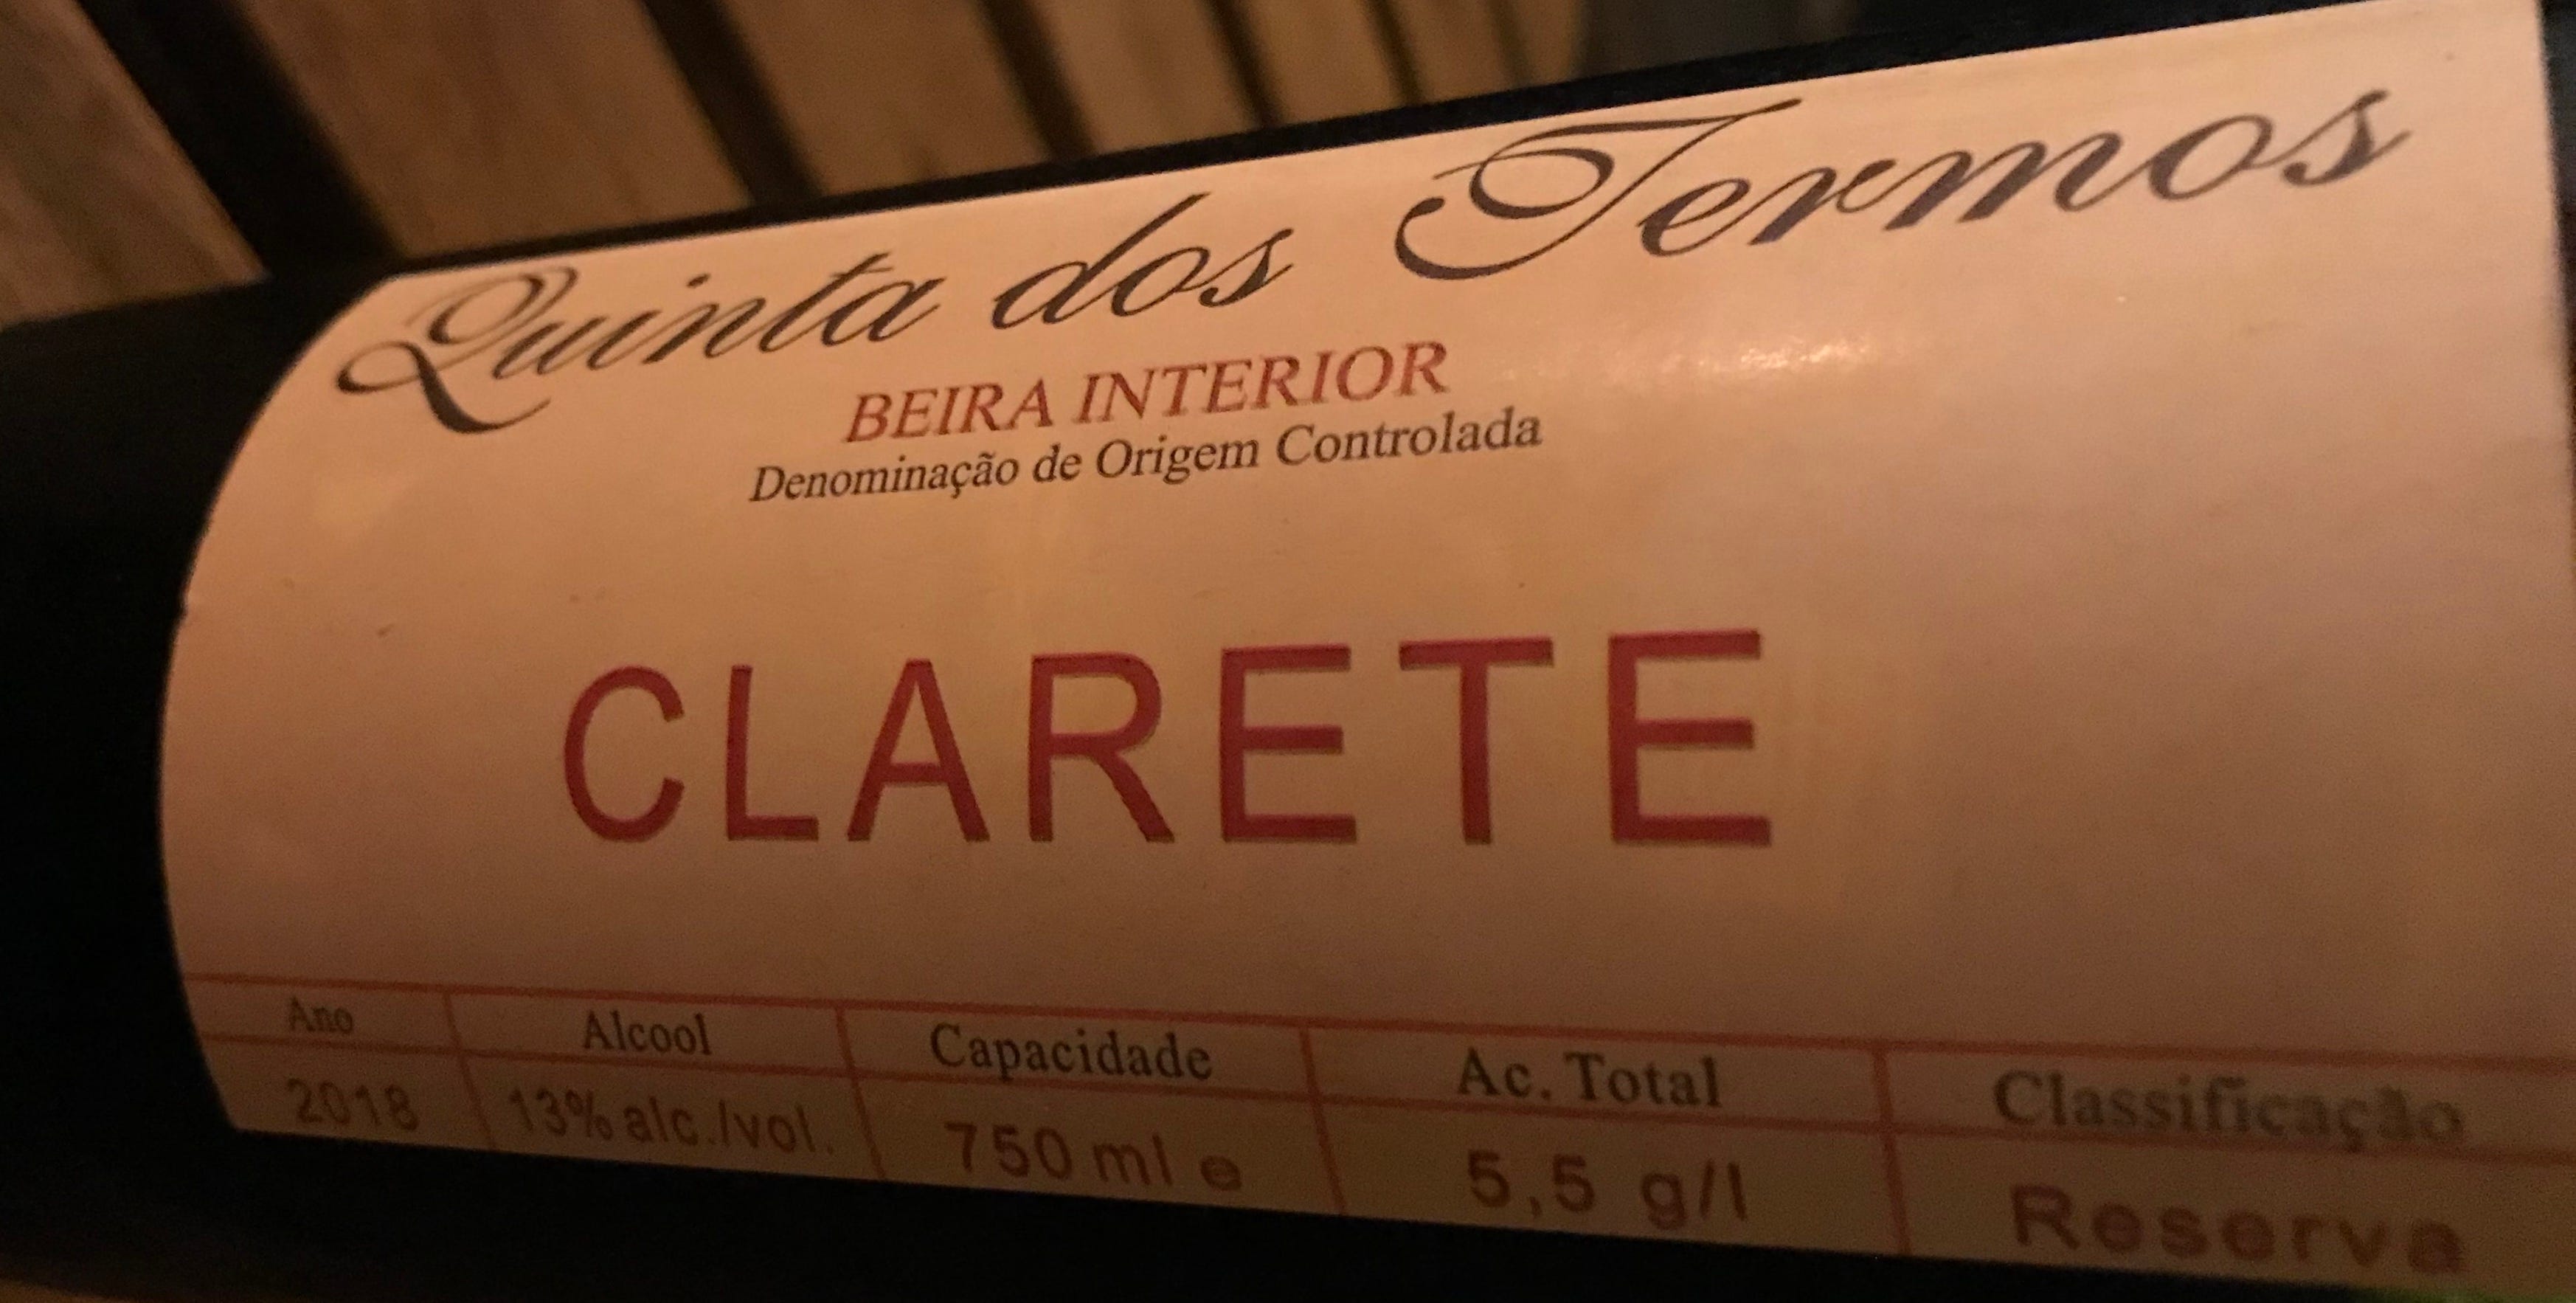 Quinta dos Termos
BEIRA INTERIOR
Denominação de Origem Controlada
CLARETE
Ano Alcool Capacidade Ac. Total Classificação
2018 13% alc./vol. 750 ml e 5,5 g/l Reserva